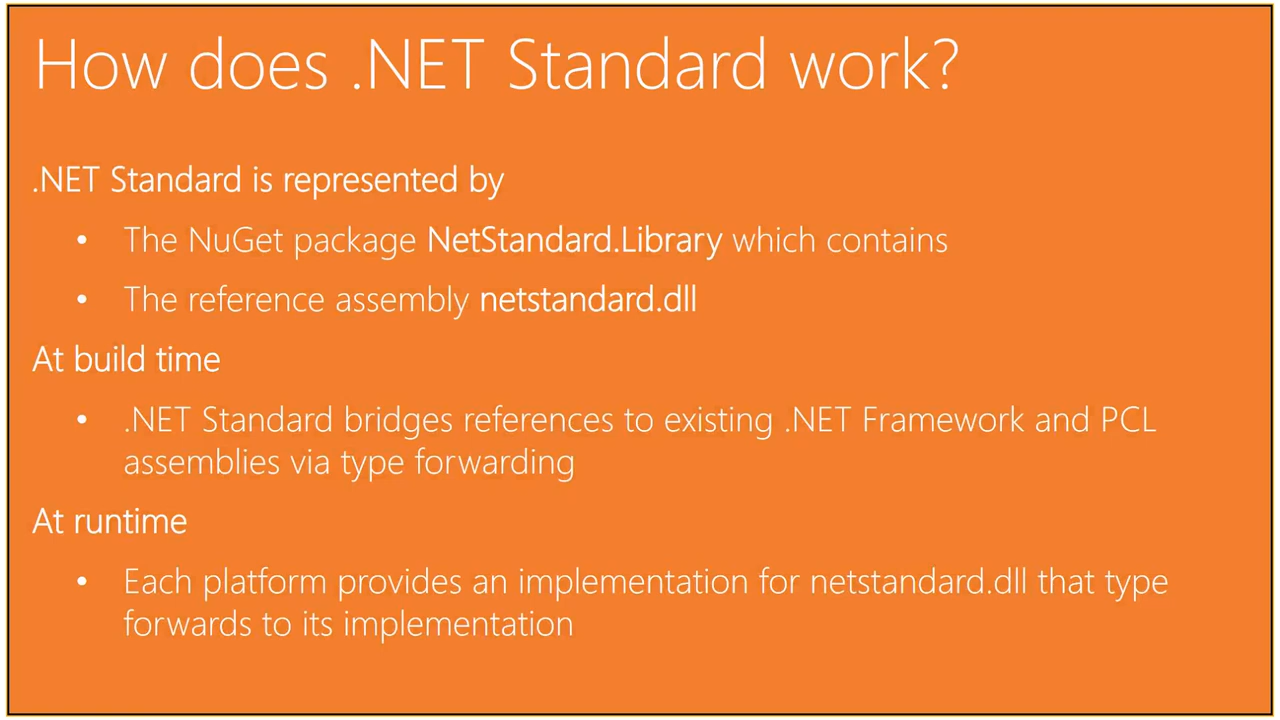 How does .NET Standard work?
.NET Standard is represented by
• The NuGet package NetStandard.Library which contains
• The reference assembly netstandard.dll
At build time
• .NET Standard bridges references to existing .NET Framework and PCL
assemblies via type forwarding
At runtime
• Each platform provides an implementation for netstandard.dll that type
forwards to its implementation